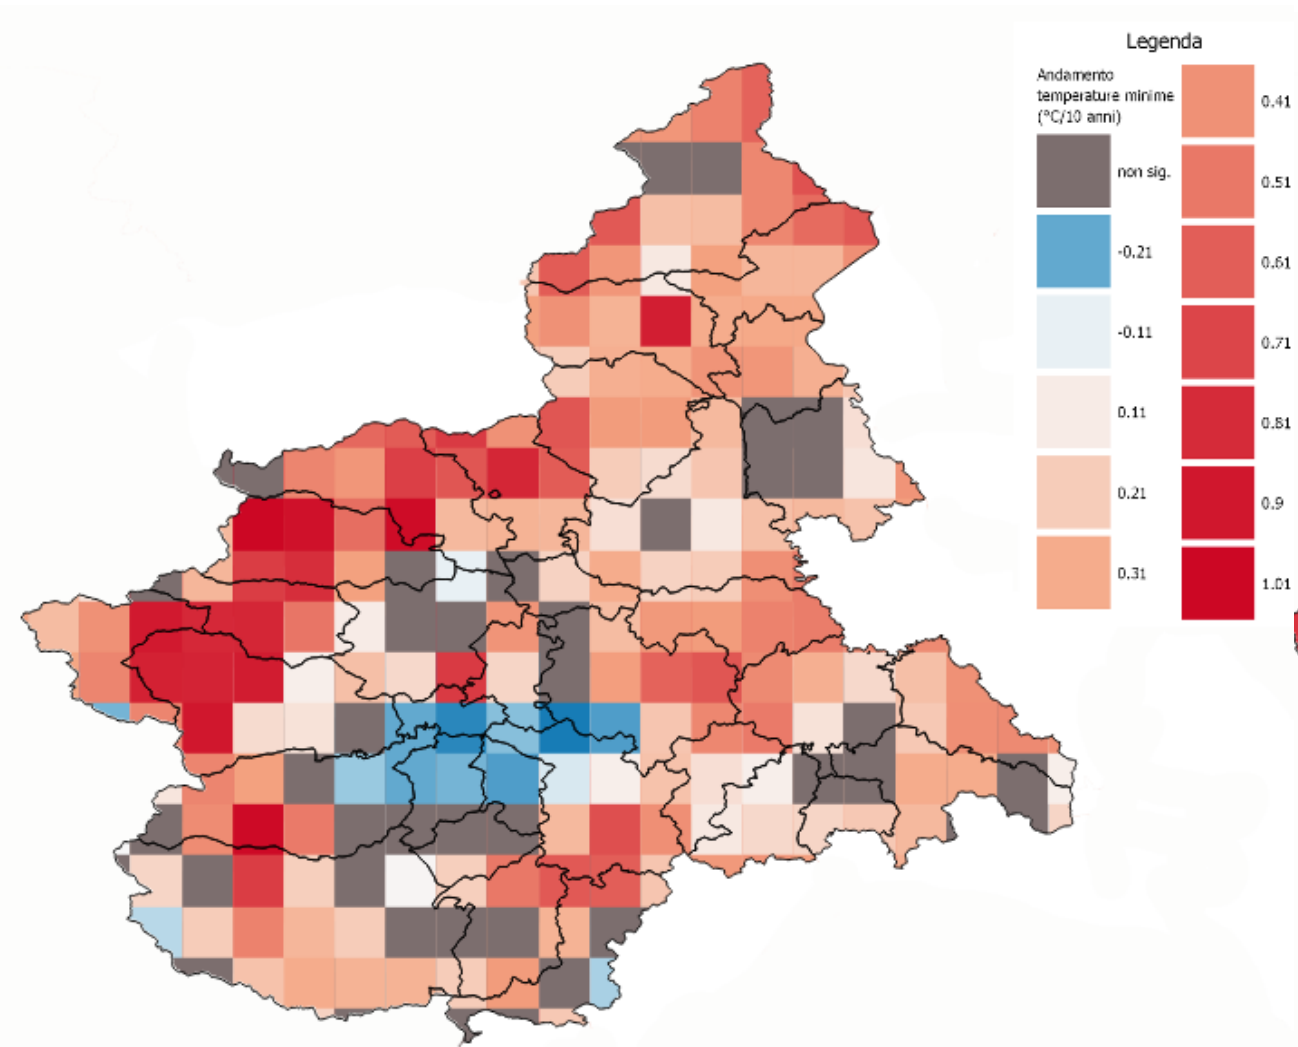 Legenda
Andamento
temperature minime
(°C/10 anni)
non sig.
-0.21
-0.11
0.11
0.21
0.31
0.41
0.51
0.61
0.71
0.81
0.9
1.01